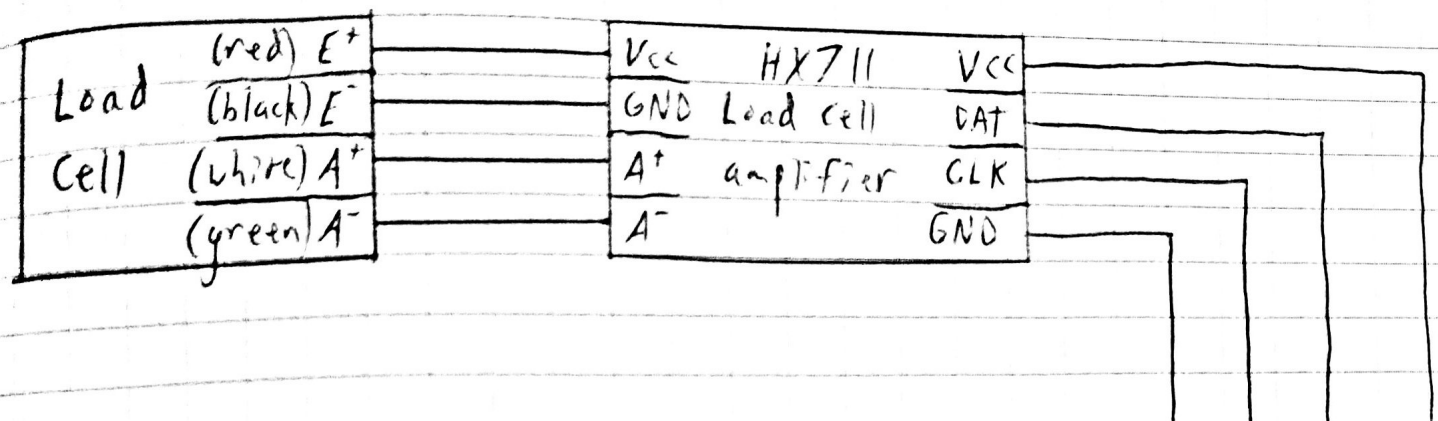 (red) E⁺
Load (black) E⁻
Cell (white) A⁺
(green) A⁻
Vcc HX711 Vcc
GND Load Cell DAT
A⁺ amplifier CLK
A⁻ GND